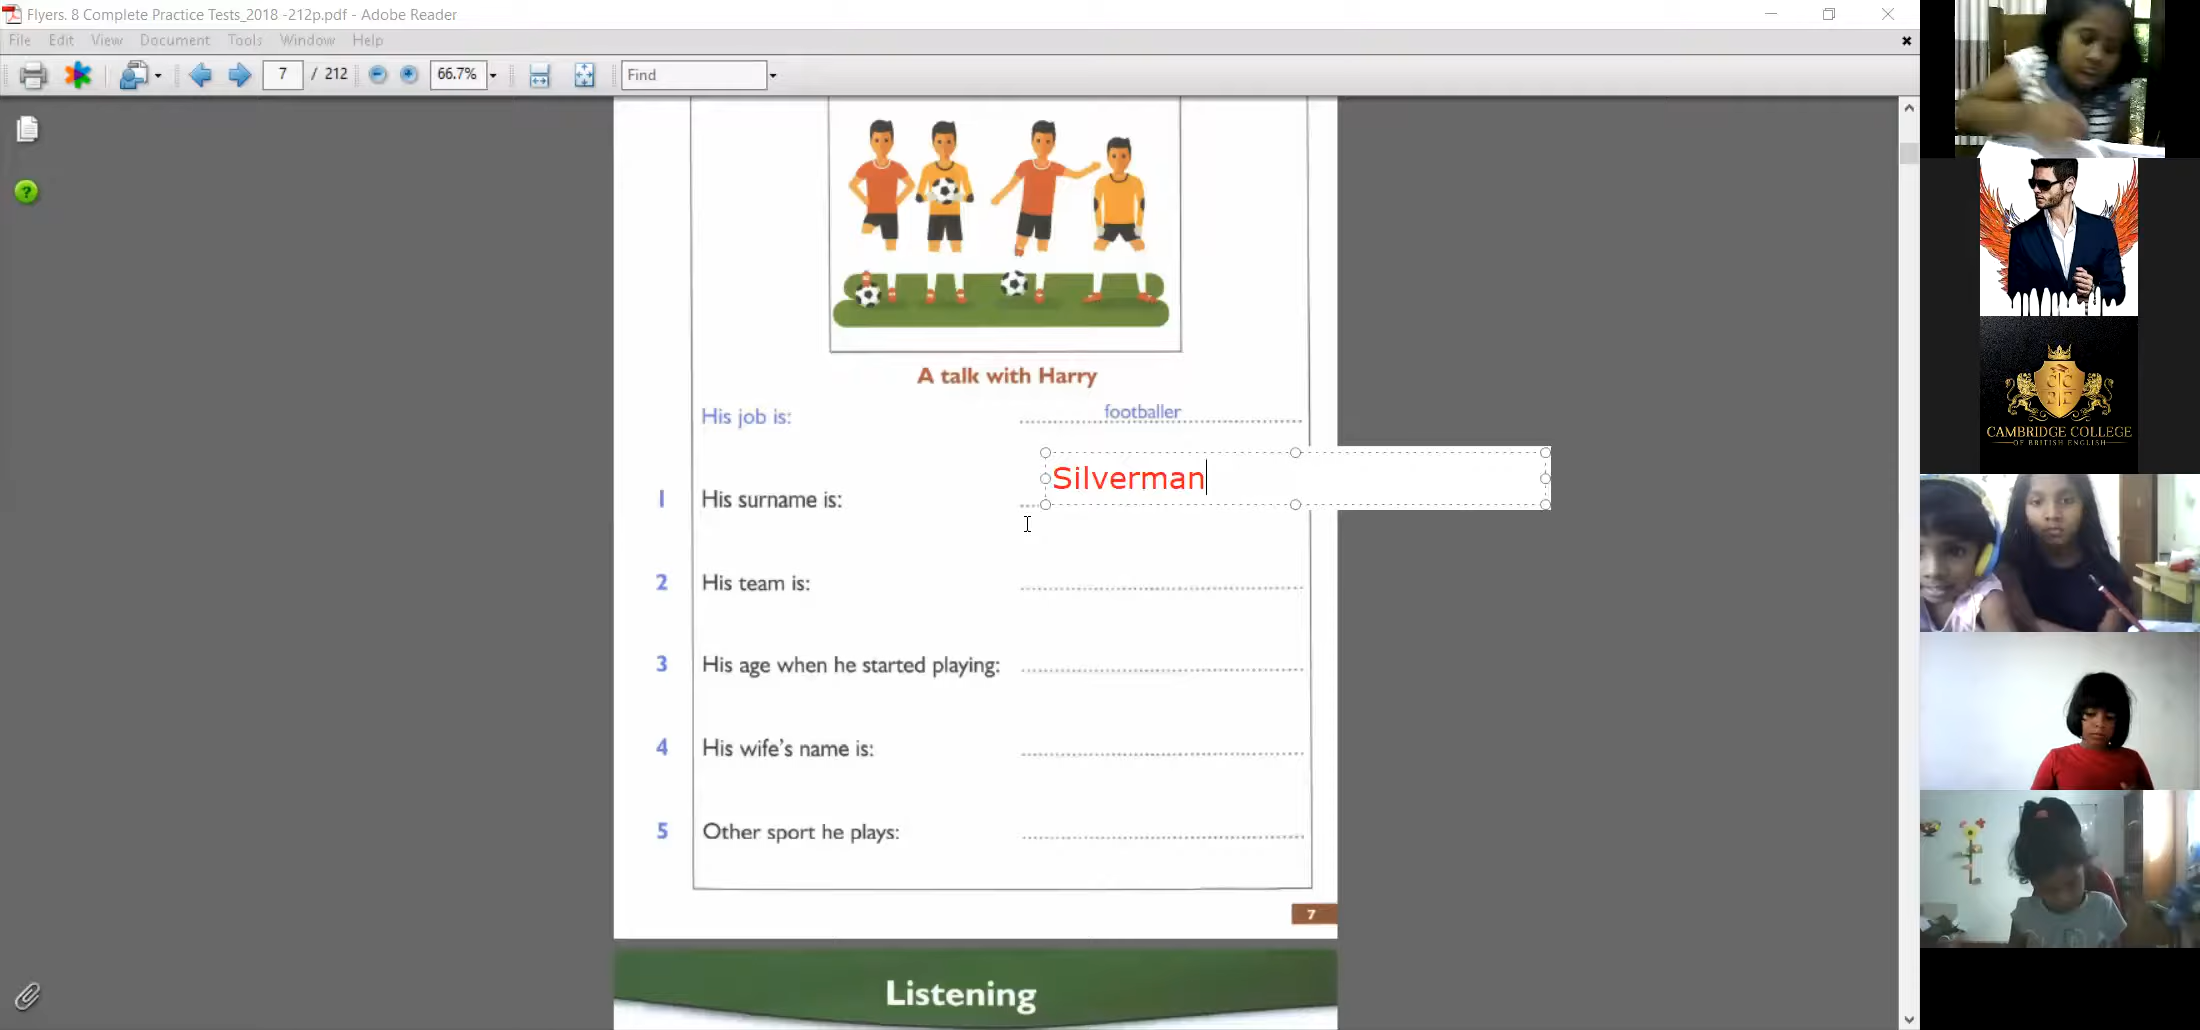 Flyers. 8 Complete Practice Tests_2018 -212p.pdf - Adobe Reader
File Edit View Document Tools Window Help
7 / 212 66.7% Find
A talk with Harry
His job is: footballer
1 His surname is: Silverman
2 His team is:
3 His age when he started playing:
4 His wife's name is:
5 Other sport he plays:
7
Listening
CAMBRIDGE COLLEGE
OF BRITISH ENGLISH